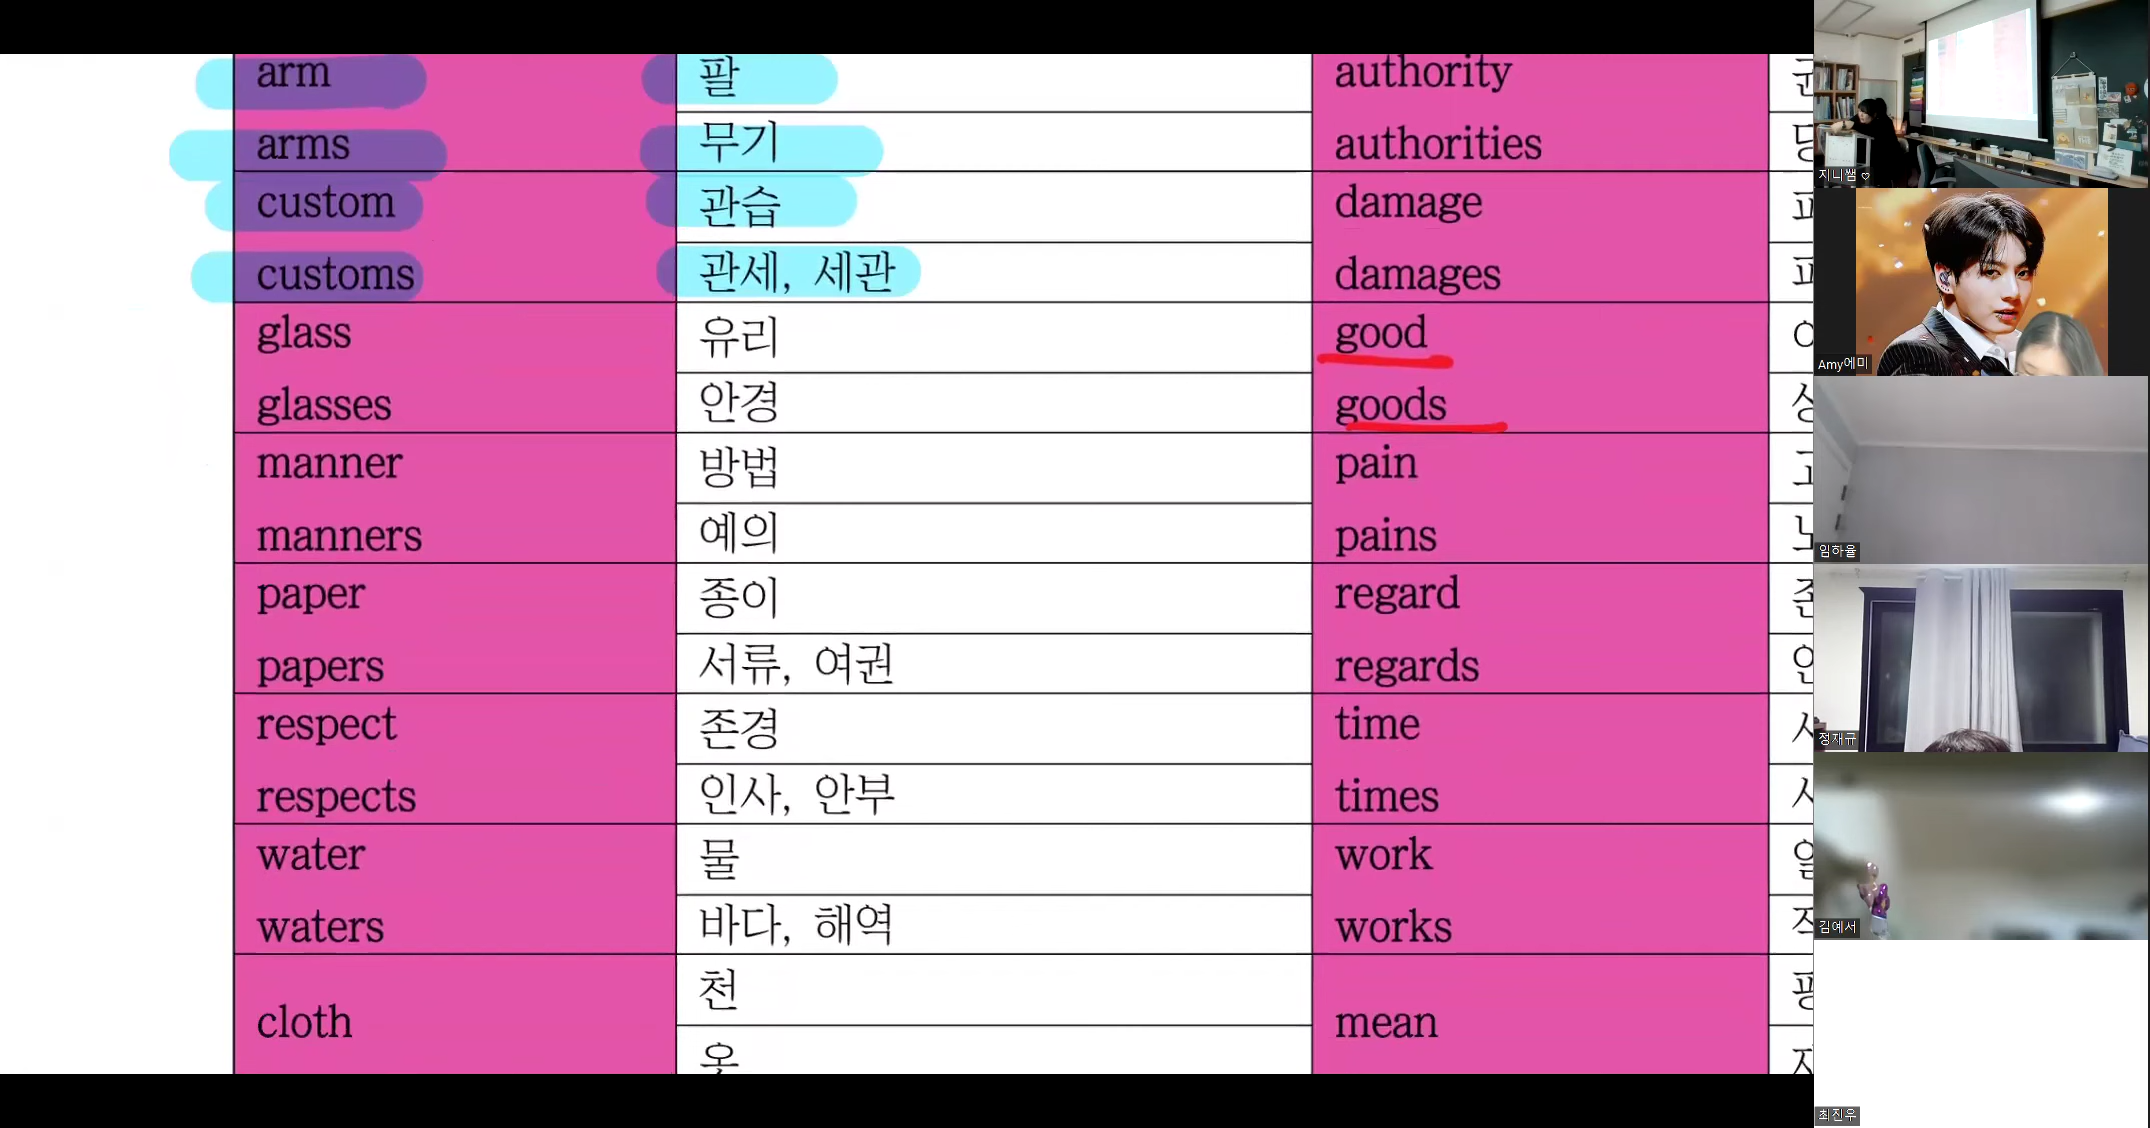 arm 팔 authority
arms 무기 authorities
custom 관습 damage
customs 관세, 세관 damages
glass 유리 good
glasses 안경 goods
manner 방법 pain
manners 예의 pains
paper 종이 regard
papers 서류, 여권 regards
respect 존경 time
respects 인사, 안부 times
water 물 work
waters 바다, 해역 works
cloth 천 mean
옷
지니쌤♡
Amy에미
임하율
정재규
김예서
최진우